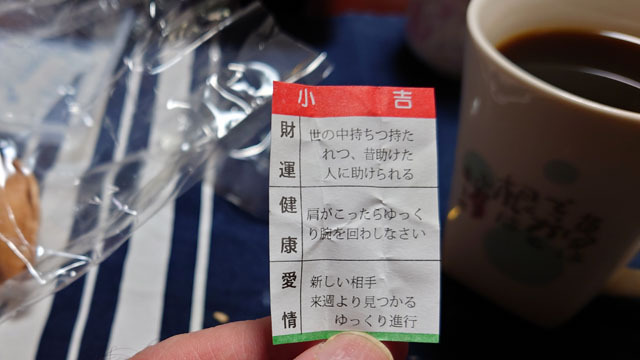 小吉
財運
世の中持ちつ持た
れつ、昔助けた
人に助けられる
健康
肩がこったらゆっく
り腕を回わしなさい
愛情
新しい相手
来週より見つかる
ゆっくり進行